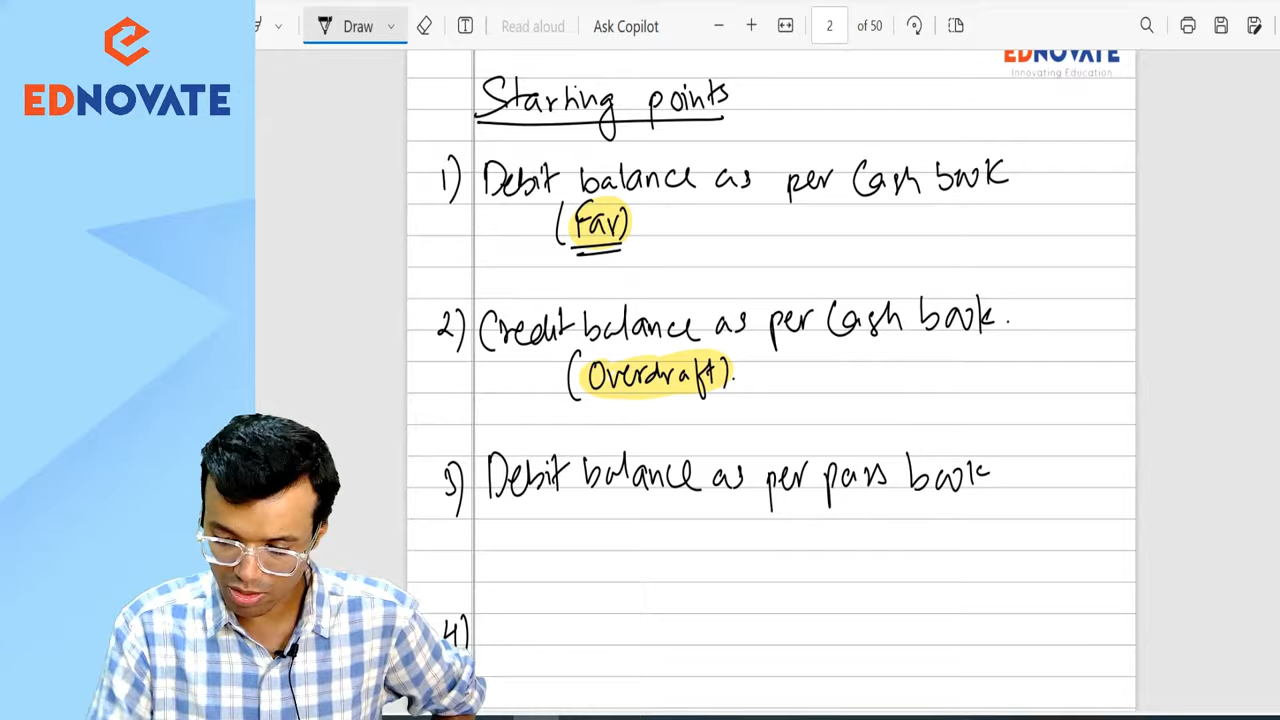 Draw
Read aloud
Ask Copilot
2
of 50
EDNOVATE
EDNOVATE
Innovating Education
Starting points
1) Debit balance as per Cash book
(Fav)
2) Credit balance as per Cash book.
(Overdraft).
3) Debit balance as per pass book
4)